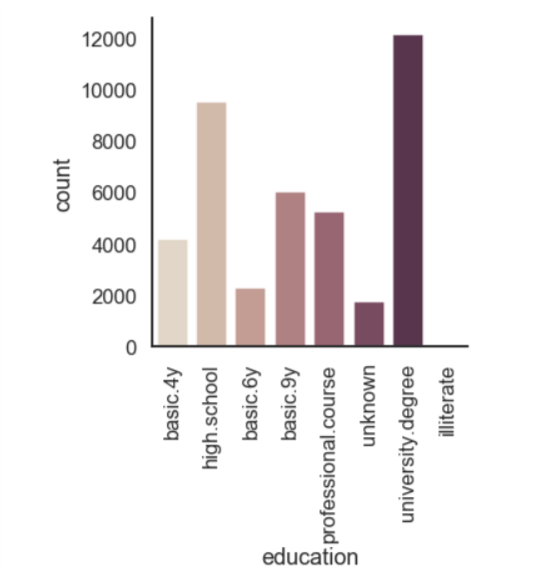 12000
10000
8000
6000
4000
2000
0
count
basic.4y
high.school
basic.6y
basic.9y
professional.course
unknown
university.degree
illiterate
education